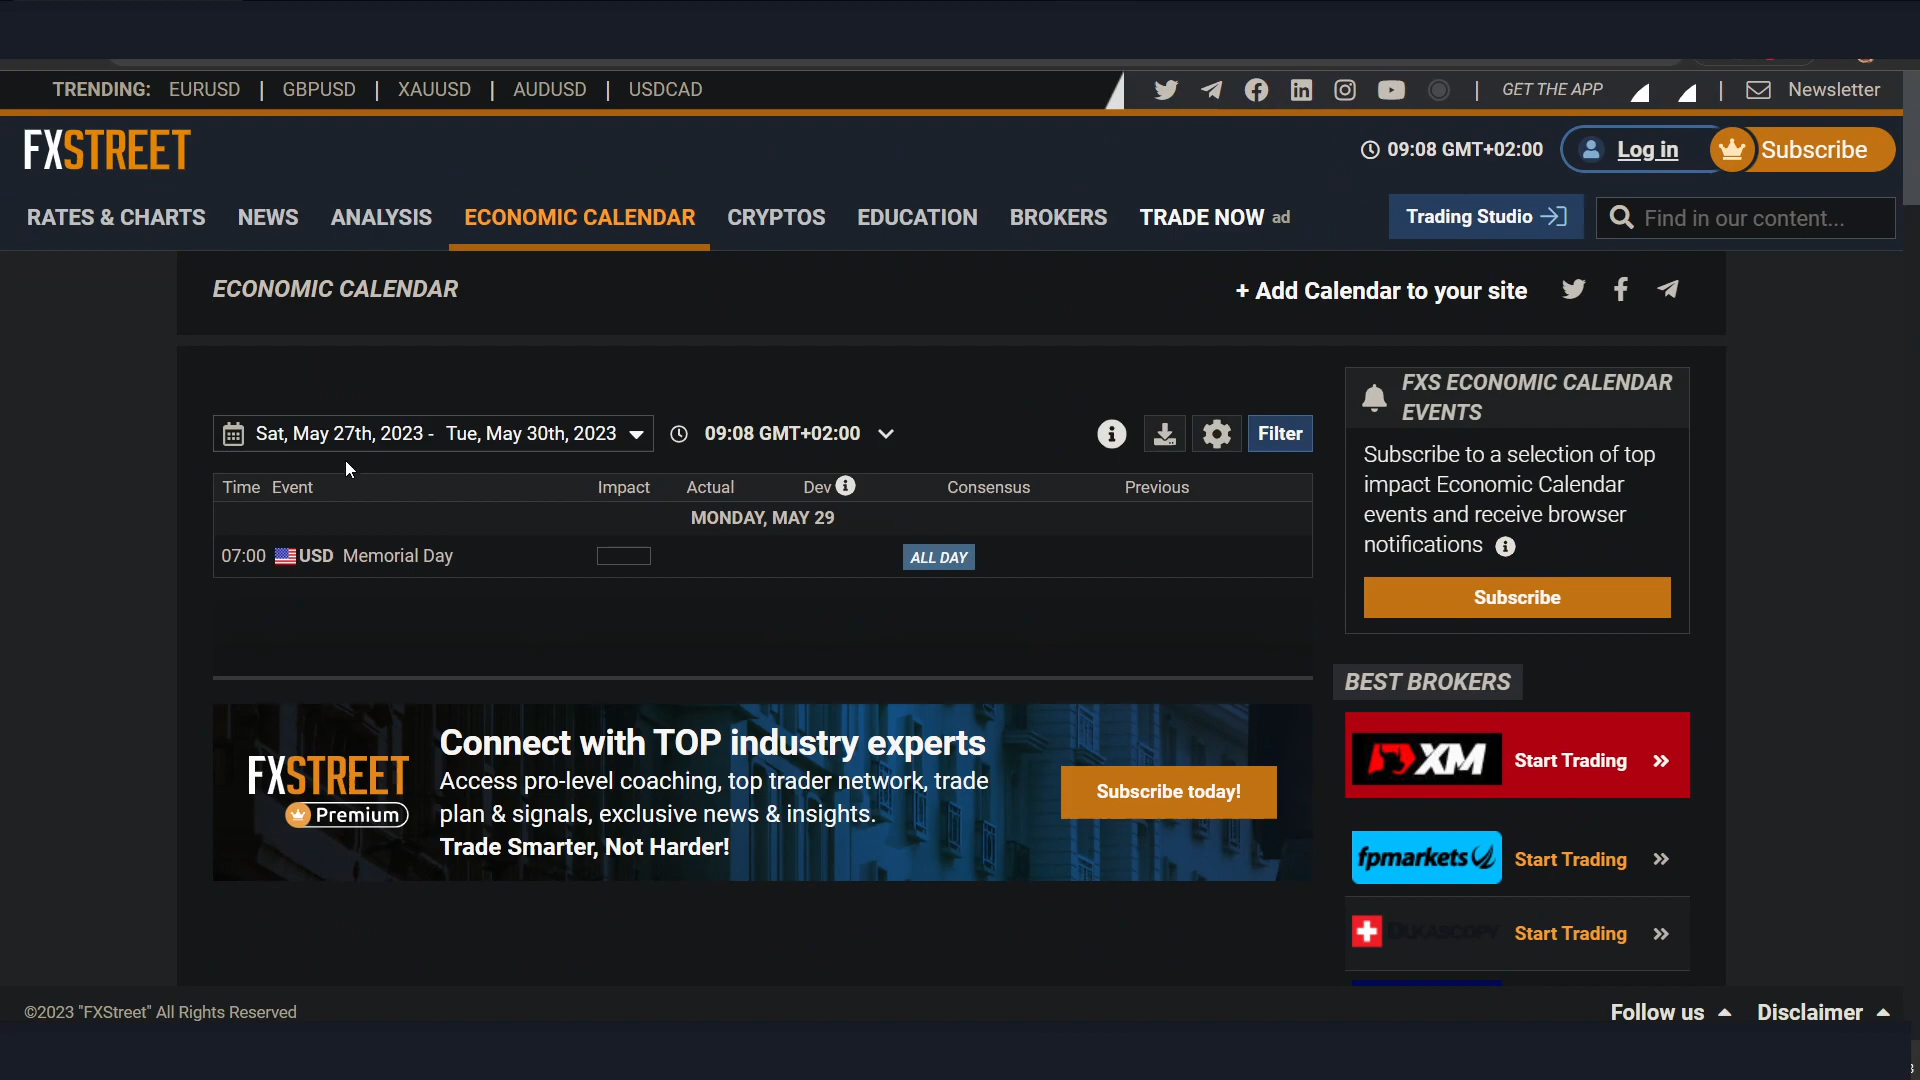 TRENDING: EURUSD | GBPUSD | XAUUSD | AUDUSD | USDCAD | GET THE APP | Newsletter
FXSTREET 09:08 GMT+02:00 Log in Subscribe
RATES & CHARTS NEWS ANALYSIS ECONOMIC CALENDAR CRYPTOS EDUCATION BROKERS TRADE NOW ad Trading Studio Find in our content...
ECONOMIC CALENDAR + Add Calendar to your site
Sat, May 27th, 2023 - Tue, May 30th, 2023 09:08 GMT+02:00 Filter
Time Event Impact Actual Dev Consensus Previous
MONDAY, MAY 29
07:00 USD Memorial Day ALL DAY
FXSTREET
Premium
Connect with TOP industry experts
Access pro-level coaching, top trader network, trade
plan & signals, exclusive news & insights.
Trade Smarter, Not Harder!
Subscribe today!
FXS ECONOMIC CALENDAR
EVENTS
Subscribe to a selection of top
impact Economic Calendar
events and receive browser
notifications
Subscribe
BEST BROKERS
XM Start Trading
fpmarkets Start Trading
DUKASCOPY Start Trading
©2023 "FXStreet" All Rights Reserved Follow us Disclaimer